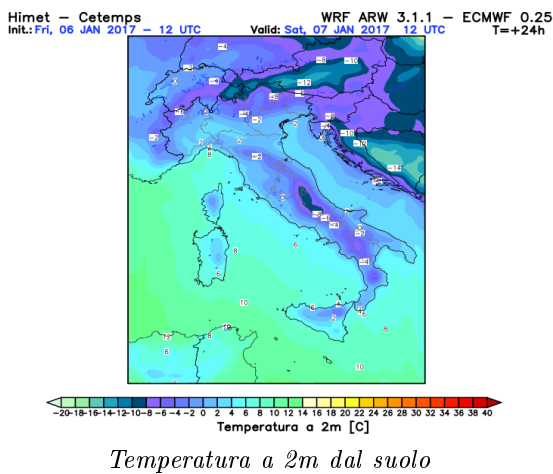 Himet – Cetemps WRF ARW 3.1.1 – ECMWF 0.25
Init.: Fri, 06 JAN 2017 – 12 UTC Valid: Sat, 07 JAN 2017 12 UTC T=+24h
-20 -18 -16 -14 -12 -10 -8 -6 -4 -2 0 2 4 6 8 10 12 14 16 18 20 22 24 26 28 30 32 34 36 38 40
Temperatura a 2m [C]
Temperatura a 2m dal suolo